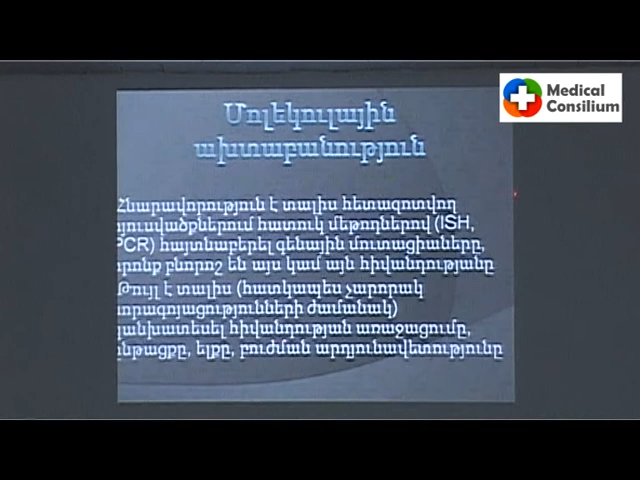 Medical
Consilium
Մոլեկուլային
ախտաբանություն
Հնարավորություն է տալիս հետազոտվող
հյուսվածքներում հատուկ մեթոդներով (ISH,
PCR) հայտնաբերել գենային մուտացիաները,
որոնք բնորոշ են այս կամ այն հիվանդությանը
Թույլ է տալիս (հատկապես չարորակ
նորագոյացությունների ժամանակ)
կանխատեսել հիվանդության առաջացումը,
ընթացքը, ելքը, բուժման արդյունավետությունը